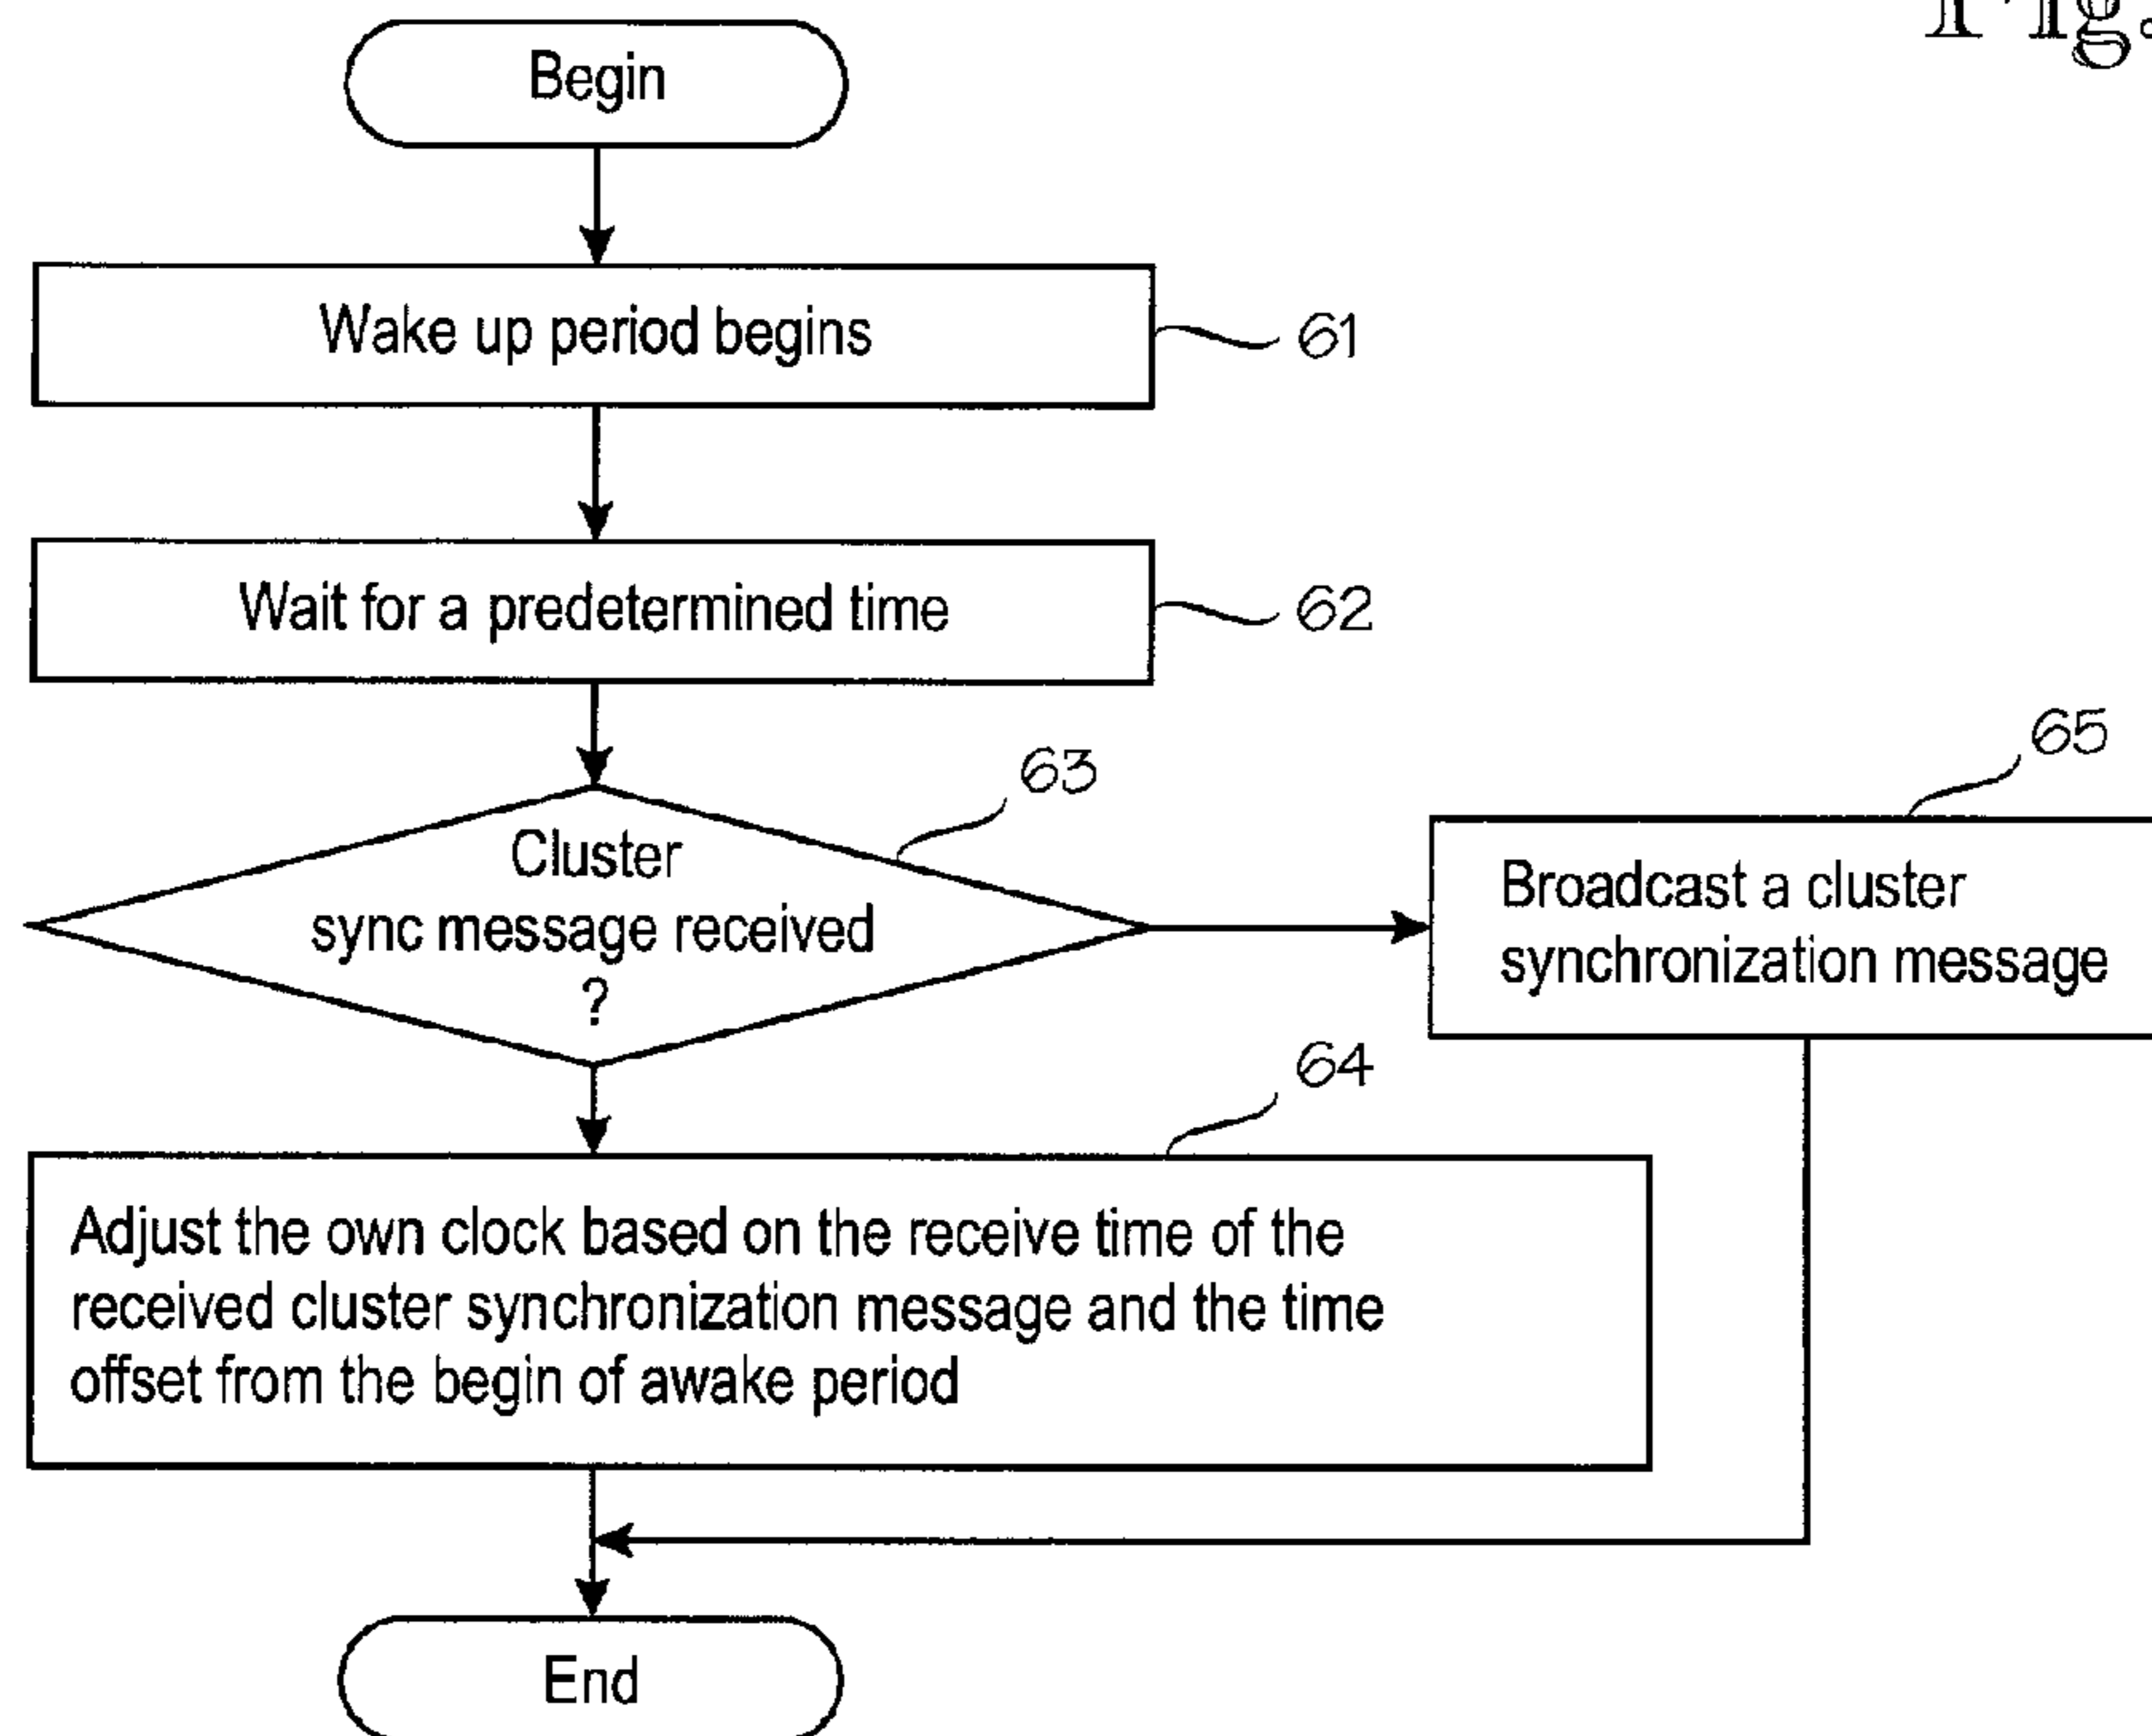 Fig.
Begin
Wake up period begins
61
Wait for a predetermined time
62
63
Cluster
sync message received
?
65
Broadcast a cluster
synchronization message
64
Adjust the own clock based on the receive time of the
received cluster synchronization message and the time
offset from the begin of awake period
End